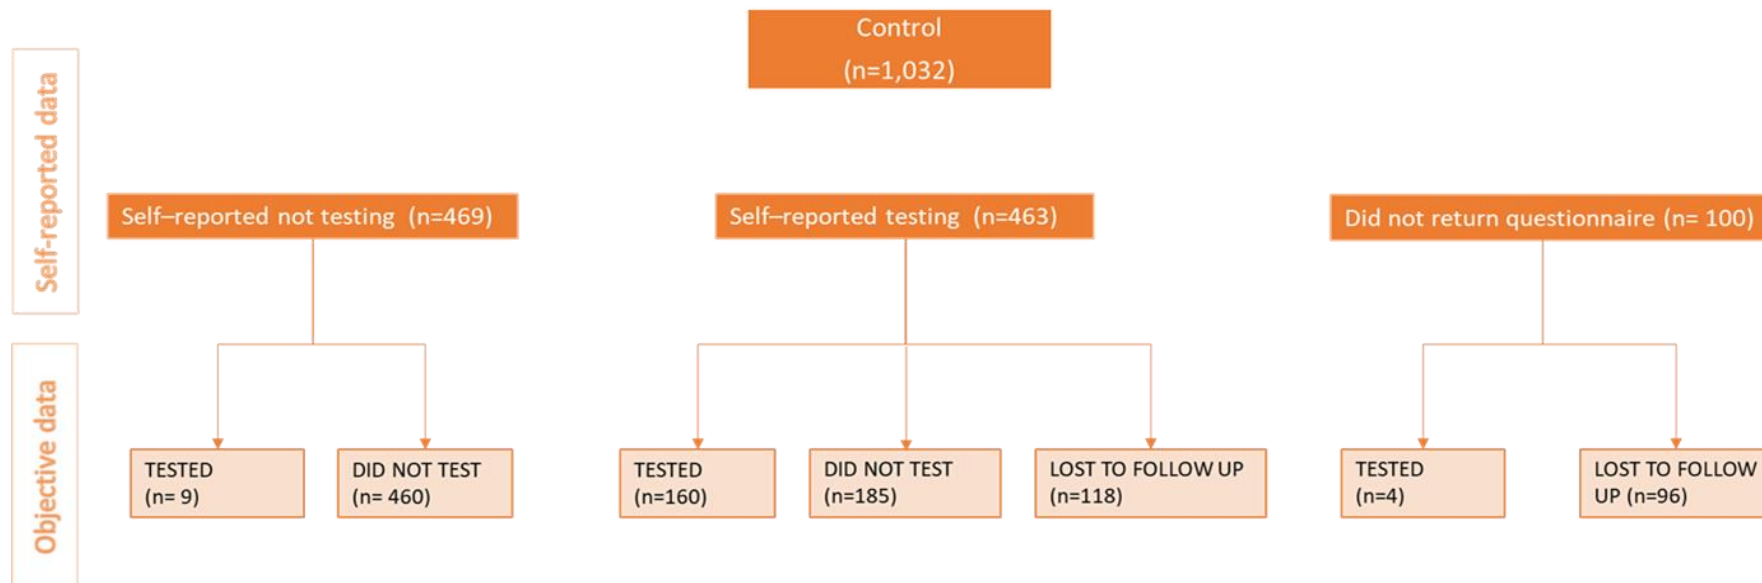 Control
(n=1,032)
Self-reported data
Self–reported not testing (n=469)
Self-reported testing (n=463)
Did not return questionnaire (n= 100)
Objective data
TESTED
(n= 9)
DID NOT TEST
(n= 460)
TESTED
(n=160)
DID NOT TEST
(n=185)
LOST TO FOLLOW UP
(n=118)
TESTED
(n=4)
LOST TO FOLLOW
UP (n=96)